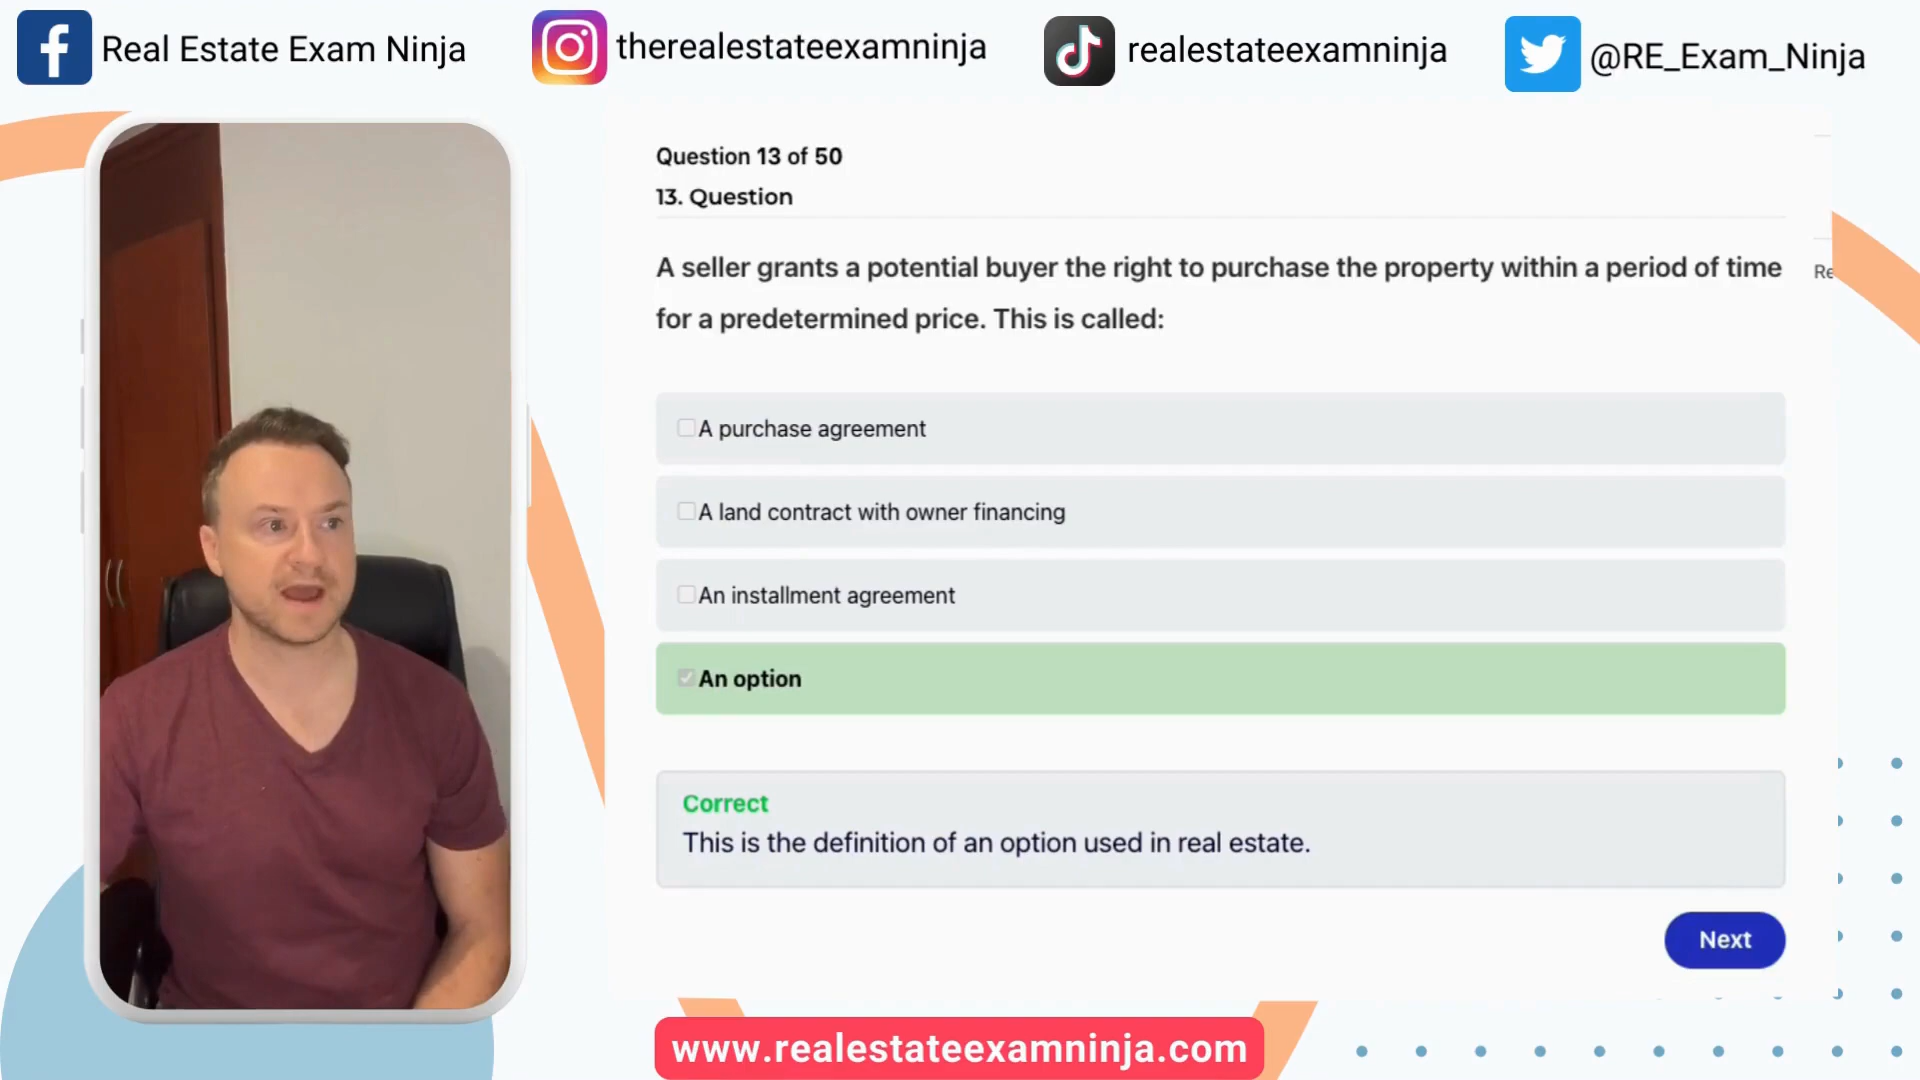 Real Estate Exam Ninja
therealestateexamninja
realestateexamninja
@RE_Exam_Ninja
Question 13 of 50
13. Question
A seller grants a potential buyer the right to purchase the property within a period of time
for a predetermined price. This is called:
Re
A purchase agreement
A land contract with owner financing
An installment agreement
An option
Correct
This is the definition of an option used in real estate.
Next
www.realestateexamninja.com